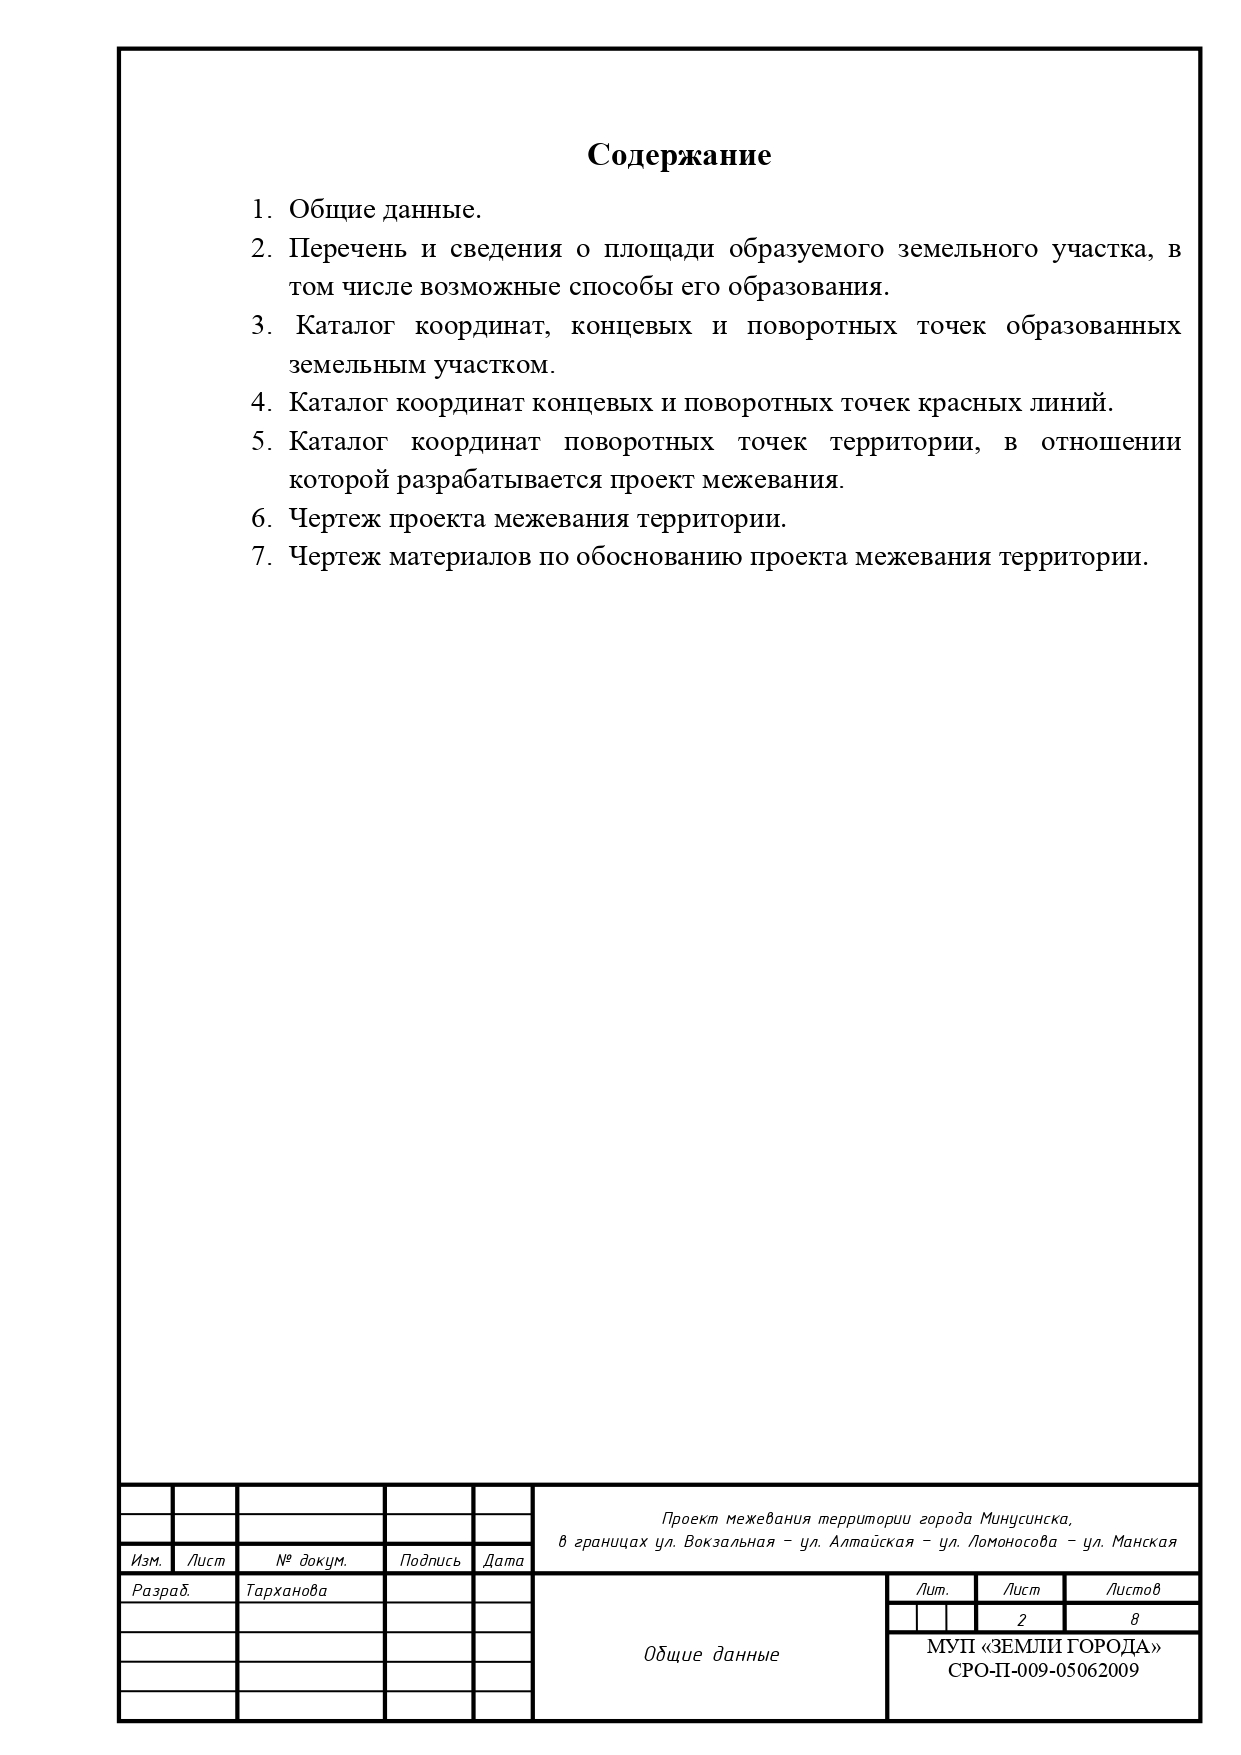 Содержание
1. Общие данные.
2. Перечень и сведения о площади образуемого земельного участка, в
том числе возможные способы его образования.
3. Каталог координат, концевых и поворотных точек образованных
земельным участком.
4. Каталог координат концевых и поворотных точек красных линий.
5. Каталог координат поворотных точек территории, в отношении
которой разрабатывается проект межевания.
6. Чертеж проекта межевания территории.
7. Чертеж материалов по обоснованию проекта межевания территории.
Проект межевания территории города Минусинска,
в границах ул. Вокзальная – ул. Алтайская – ул. Ломоносова – ул. Манская
Изм. Лист № докум. Подпись Дата
Разраб. Тарханова
Лит. Лист Листов
2 8
Общие данные
МУП «ЗЕМЛИ ГОРОДА»
СРО-П-009-05062009